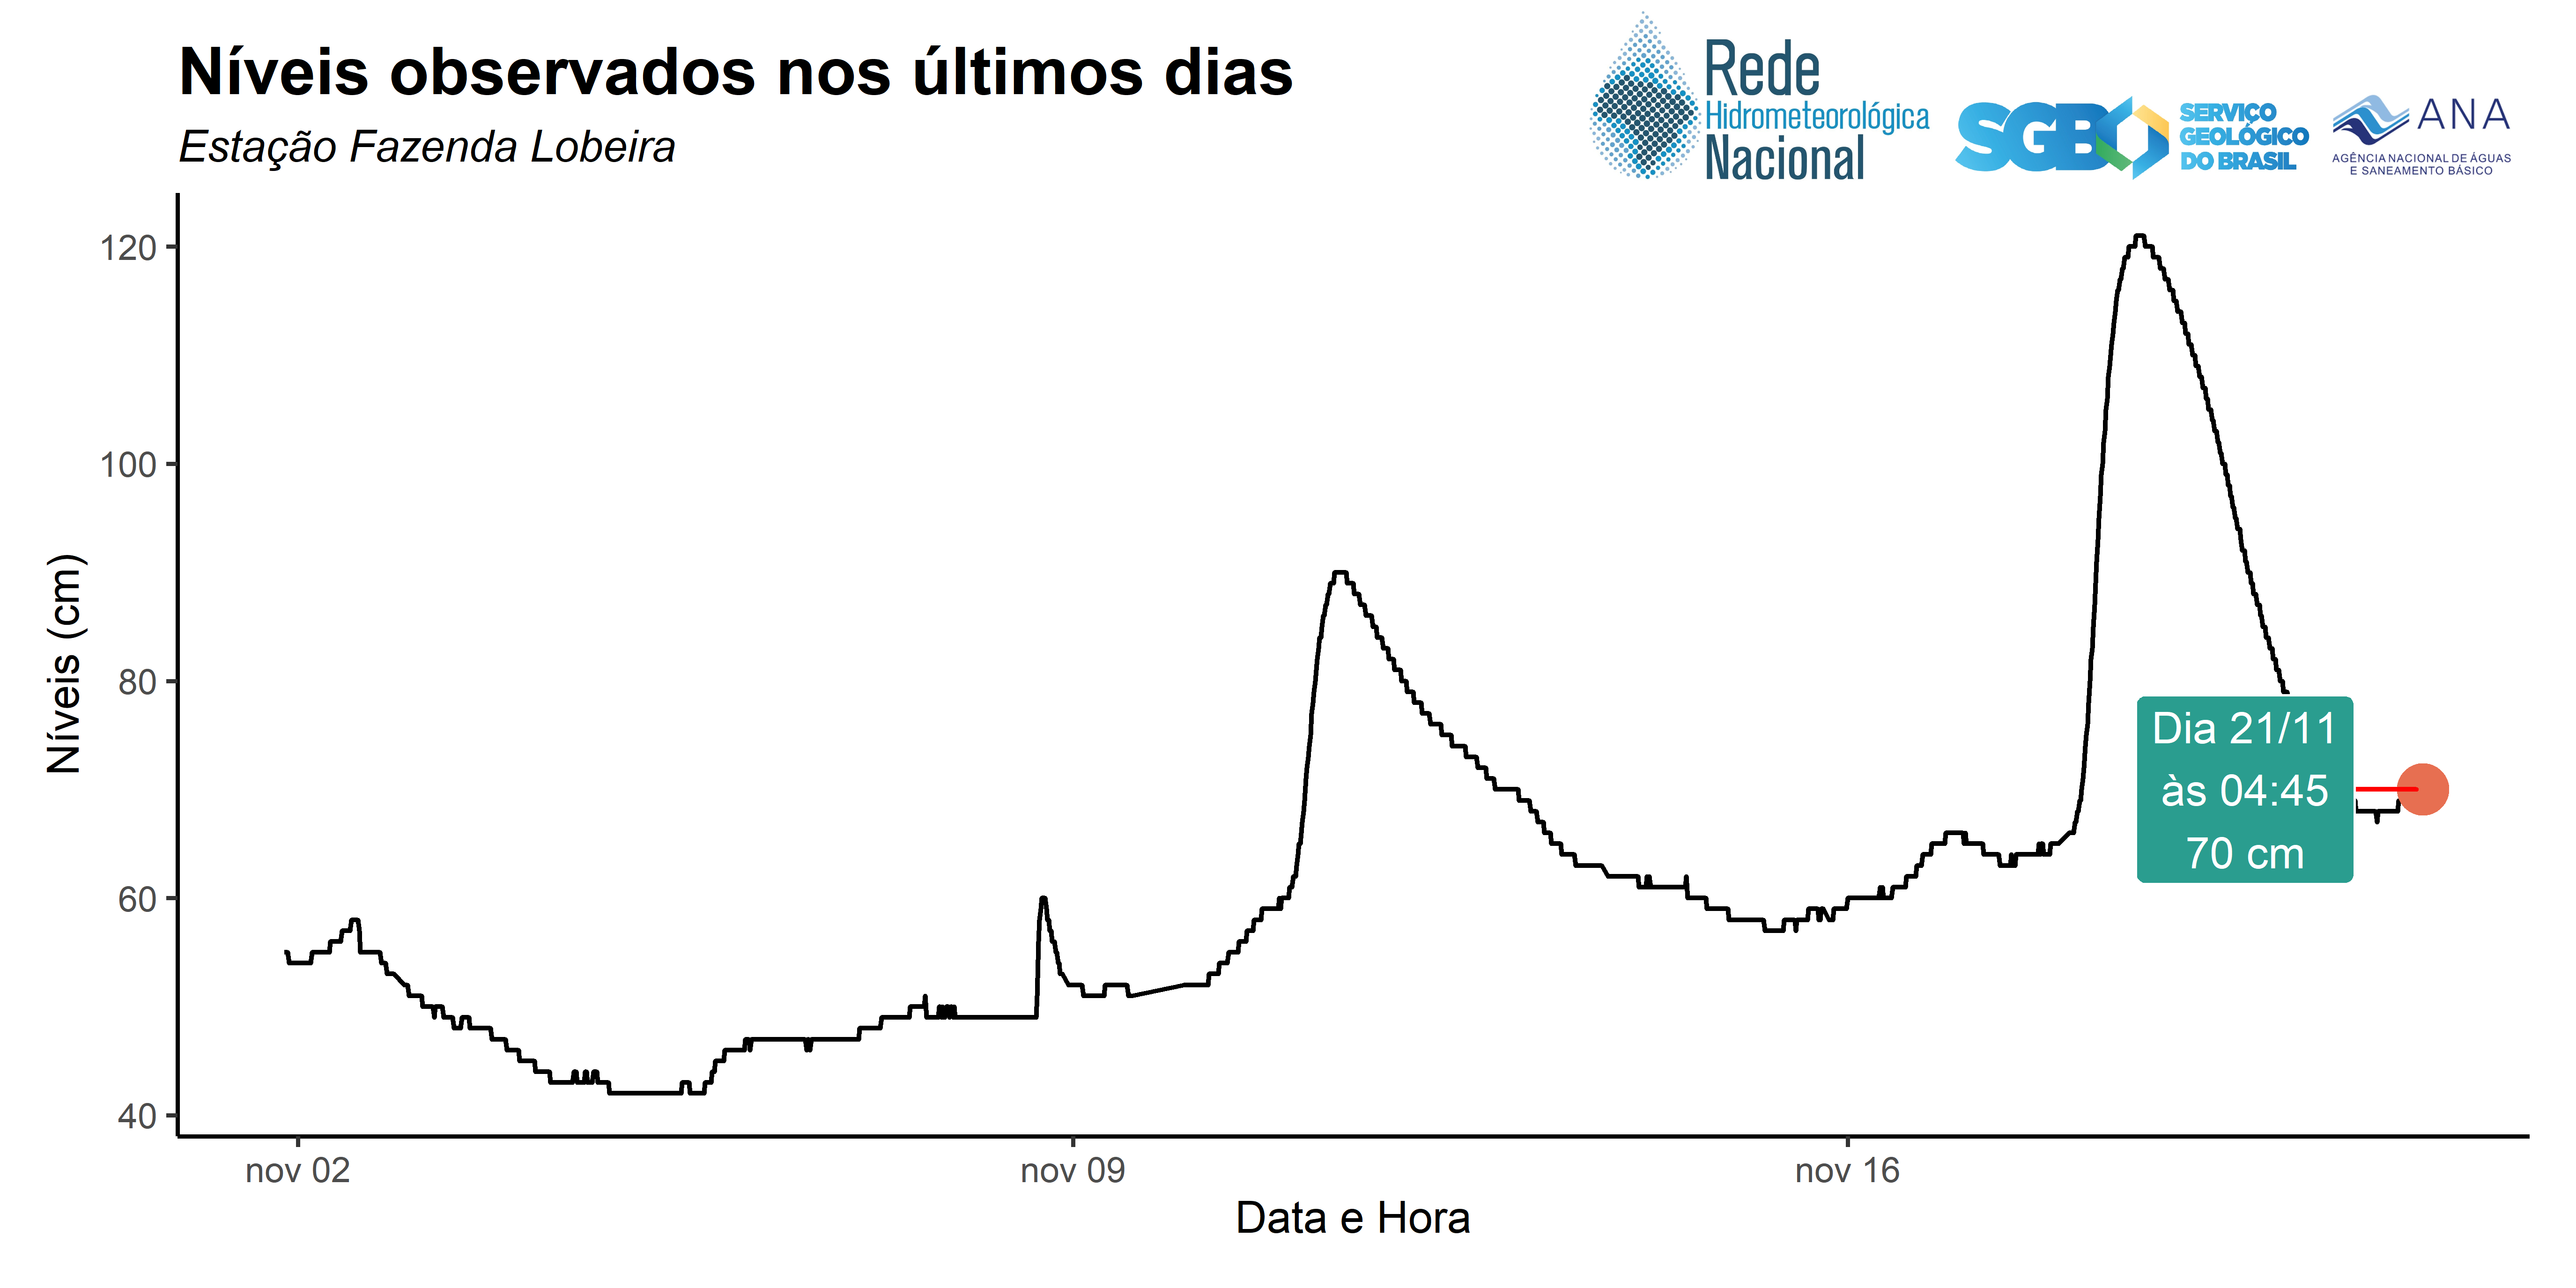 Níveis observados nos últimos dias
Estação Fazenda Lobeira
Rede
Hidrometeorológica
Nacional
SGB
SERVIÇO
GEOLÓGICO
DO BRASIL
ANA
AGÊNCIA NACIONAL DE ÁGUAS
E SANEAMENTO BÁSICO
Níveis (cm)
120
100
80
60
40
Dia 21/11
às 04:45
70 cm
nov 02
nov 09
nov 16
Data e Hora